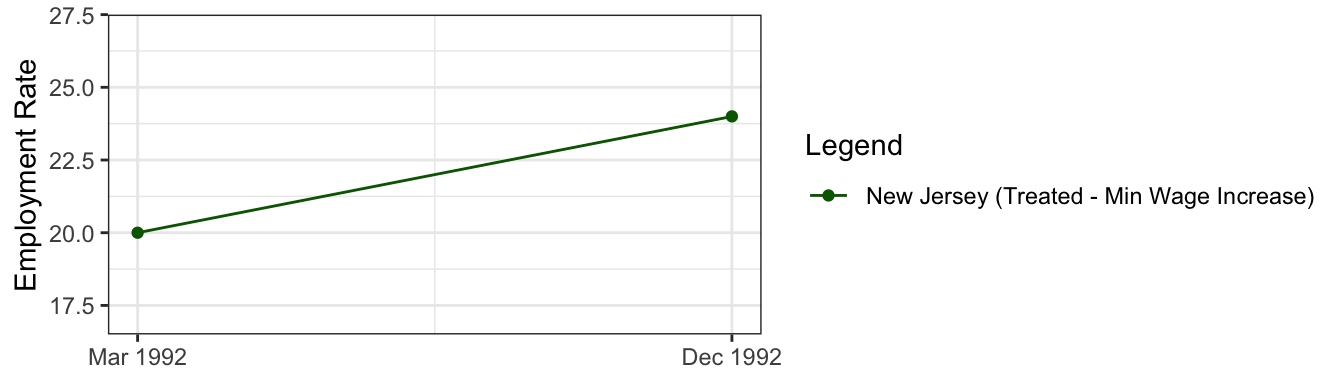 Employment Rate
27.5
25.0
22.5
20.0
17.5
Mar 1992
Dec 1992
Legend
New Jersey (Treated - Min Wage Increase)